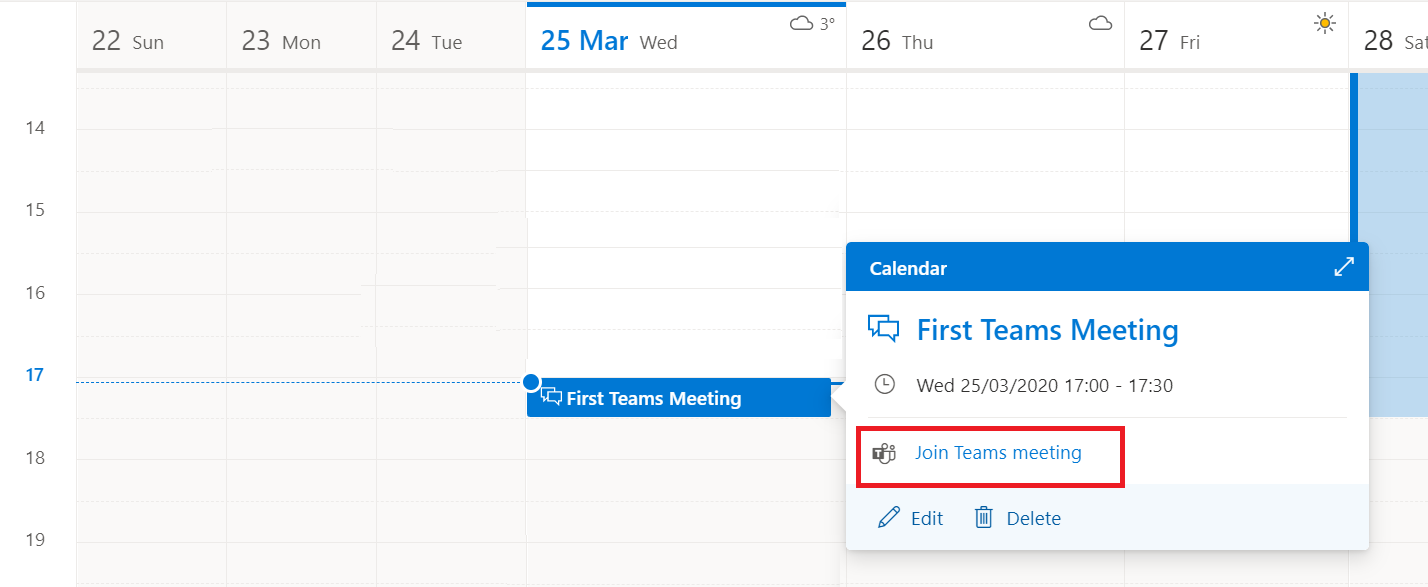 22 Sun
23 Mon
24 Tue
25 Mar Wed
3°
26 Thu
27 Fri
28 Sat
14
15
16
17
18
19
First Teams Meeting
Calendar
First Teams Meeting
Wed 25/03/2020 17:00 - 17:30
Join Teams meeting
Edit
Delete